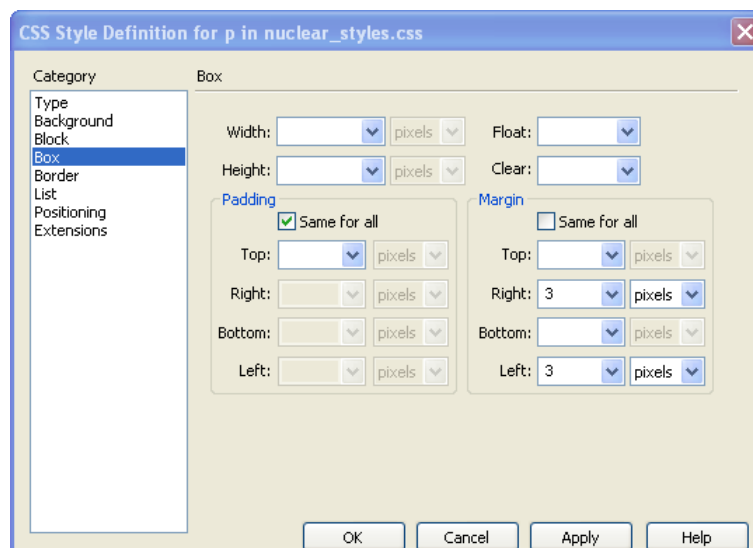 CSS Style Definition for p in nuclear_styles.css
Category
Box
Type
Background
Block
Box
Border
List
Positioning
Extensions
Width: pixels Float:
Height: pixels Clear:
Padding Margin
Same for all Same for all
Top: pixels Top: pixels
Right: pixels Right: 3 pixels
Bottom: pixels Bottom: pixels
Left: pixels Left: 3 pixels
OK Cancel Apply Help